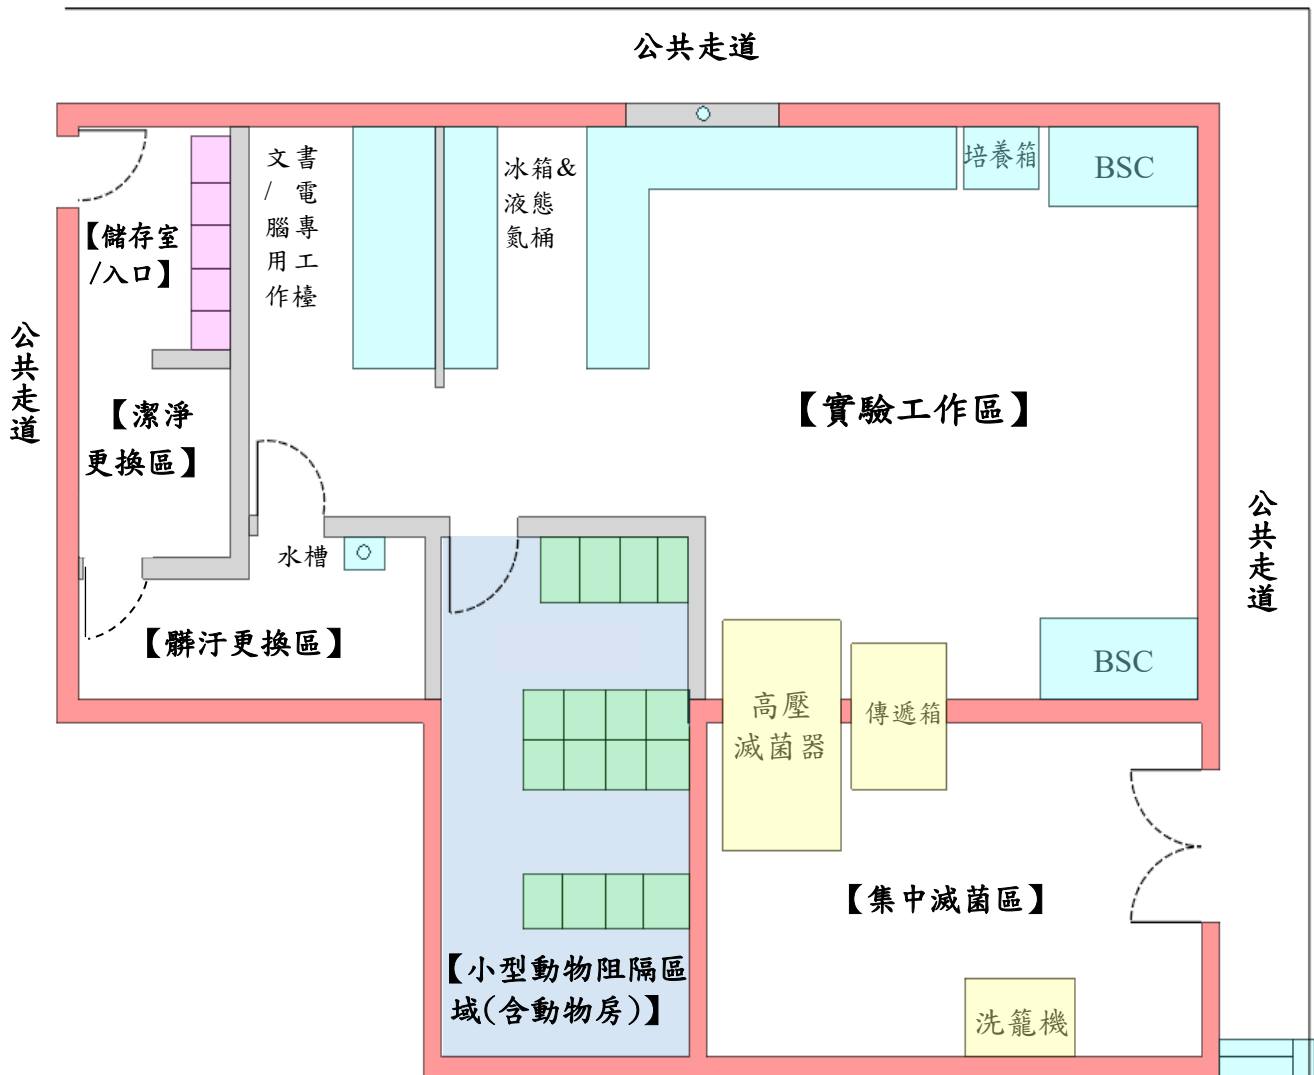 公共走道
文書
/電
腦專
用工
作檯
冰箱&
液態
氮桶
培養箱
BSC
【儲存室
/入口】
公共走道
【潔淨
更換區】
【實驗工作區】
公共走道
水槽
【髒汙更換區】
BSC
高壓
滅菌器
傳遞箱
【集中滅菌區】
【小型動物阻隔區
域(含動物房)】
洗籠機